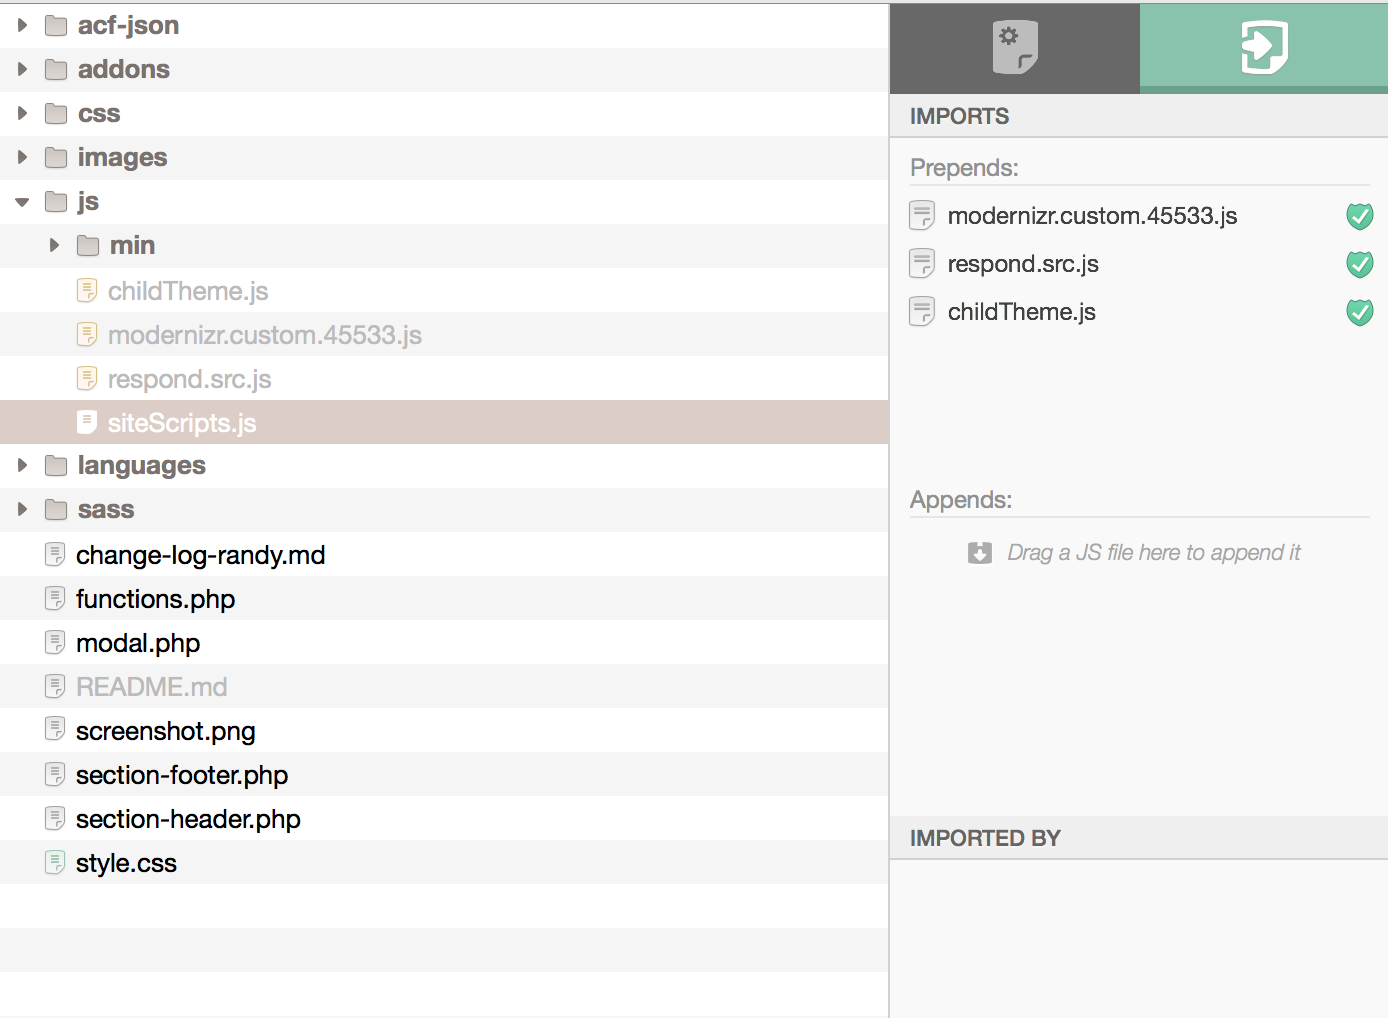 acf-json
addons
css
images
js
min
childTheme.js
modernizr.custom.45533.js
respond.src.js
siteScripts.js
languages
sass
change-log-randy.md
functions.php
modal.php
README.md
screenshot.png
section-footer.php
section-header.php
style.css
IMPORTS
Prepends:
modernizr.custom.45533.js
respond.src.js
childTheme.js
Appends:
Drag a JS file here to append it
IMPORTED BY